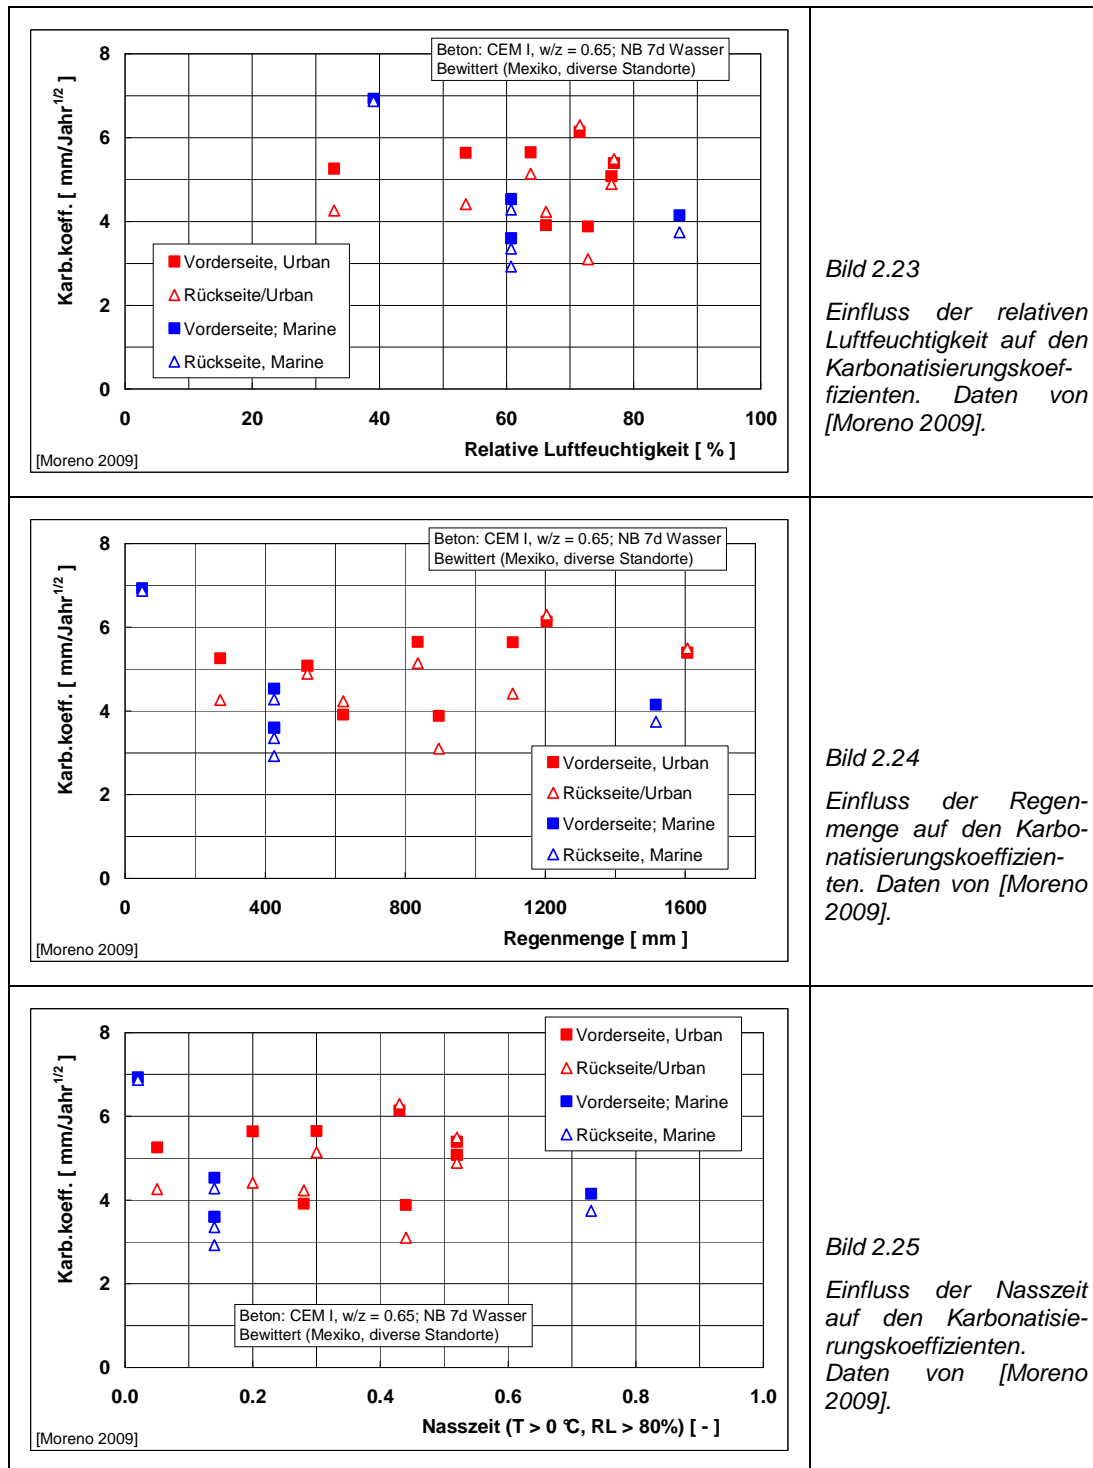 Beton: CEM I, w/z = 0.65; NB 7d Wasser
Bewittert (Mexiko, diverse Standorte)
Karb.koeff. [ mm/Jahr1/2 ]
8
6
4
2
0
Vorderseite, Urban
Rückseite/Urban
Vorderseite; Marine
Rückseite, Marine
0 20 40 60 80 100
Relative Luftfeuchtigkeit [ % ]
[Moreno 2009]
Bild 2.23
Einfluss der relativen
Luftfeuchtigkeit auf den
Karbonatisierungskoef-
fizienten. Daten von
[Moreno 2009].
Beton: CEM I, w/z = 0.65; NB 7d Wasser
Bewittert (Mexiko, diverse Standorte)
Karb.koeff. [ mm/Jahr1/2 ]
8
6
4
2
0
Vorderseite, Urban
Rückseite/Urban
Vorderseite; Marine
Rückseite, Marine
0 400 800 1200 1600
Regenmenge [ mm ]
[Moreno 2009]
Bild 2.24
Einfluss der Regen-
menge auf den Karbo-
natisierungskoeffizien-
ten. Daten von [Moreno
2009].
Karb.koeff. [ mm/Jahr1/2 ]
8
6
4
2
0
Vorderseite, Urban
Rückseite/Urban
Vorderseite; Marine
Rückseite, Marine
Beton: CEM I, w/z = 0.65; NB 7d Wasser
Bewittert (Mexiko, diverse Standorte)
0.0 0.2 0.4 0.6 0.8 1.0
Nasszeit (T > 0 °C, RL > 80%) [ - ]
[Moreno 2009]
Bild 2.25
Einfluss der Nasszeit
auf den Karbonatisie-
rungskoeffizienten.
Daten von [Moreno
2009].